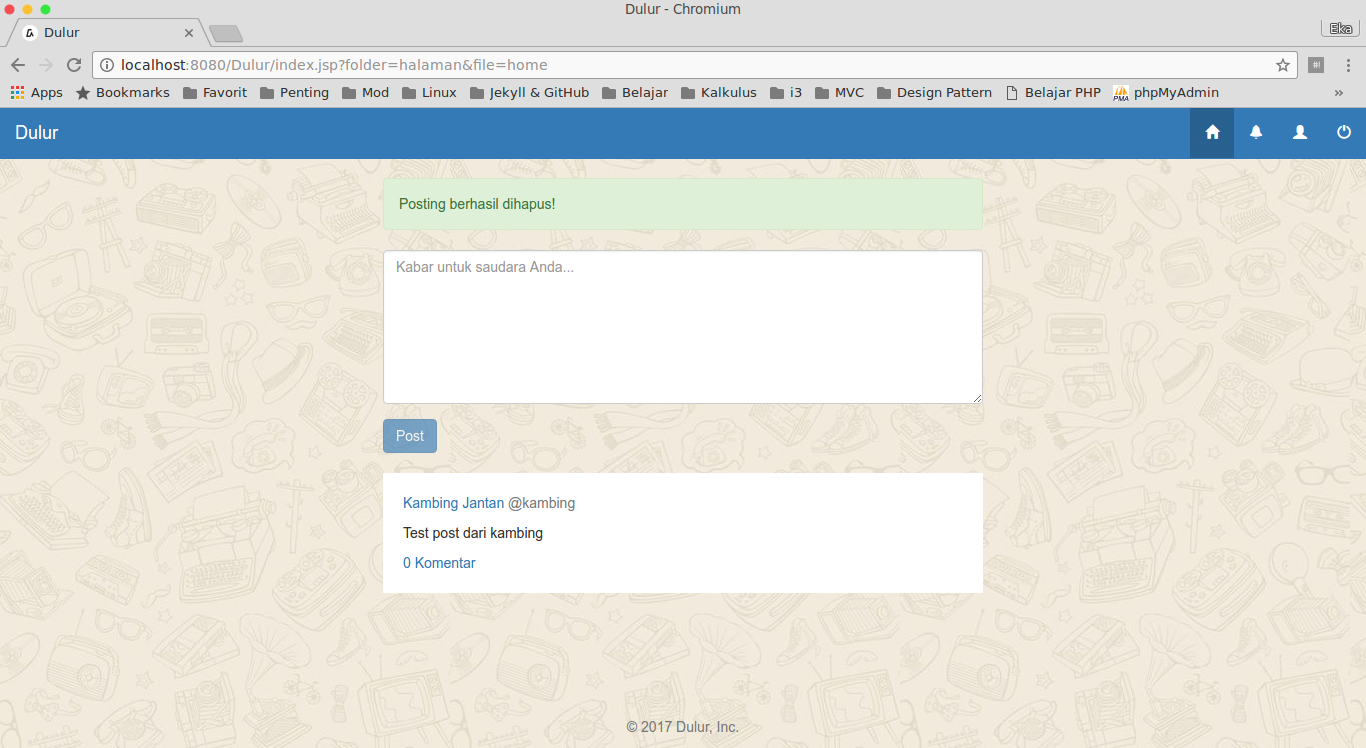 Dulur - Chromium
Dulur
Eka
localhost:8080/Dulur/index.jsp?folder=halaman&file=home
#!
Apps Bookmarks Favorit Penting Mod Linux Jekyll & GitHub Belajar Kalkulus i3 MVC Design Pattern Belajar PHP PMA phpMyAdmin »
Dulur
Posting berhasil dihapus!
Kabar untuk saudara Anda...
Post
Kambing Jantan @kambing
Test post dari kambing
0 Komentar
© 2017 Dulur, Inc.